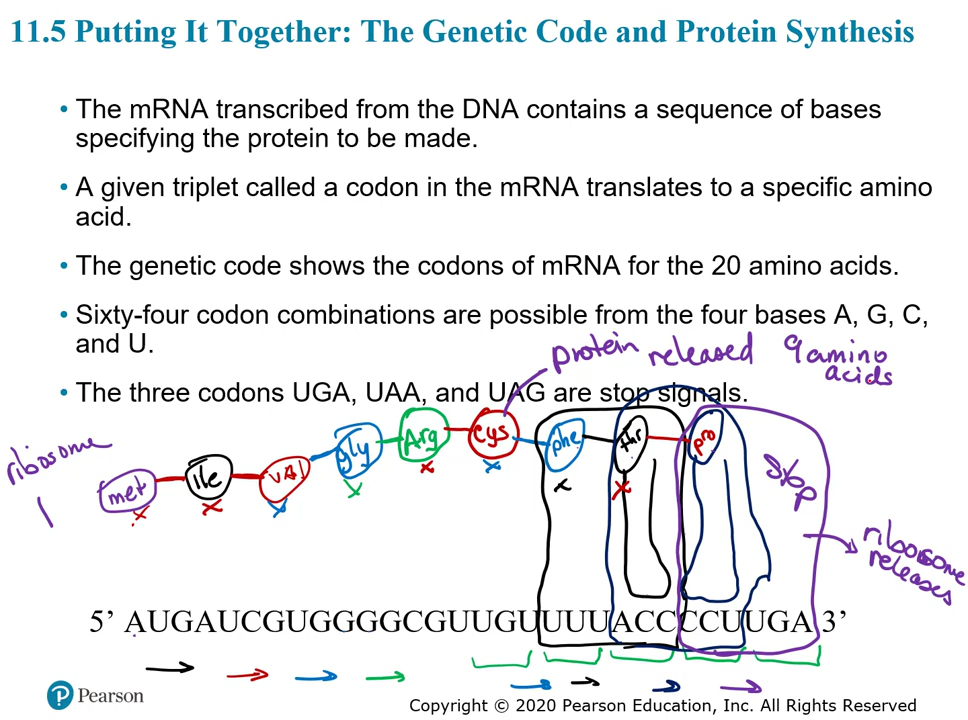 11.5 Putting It Together: The Genetic Code and Protein Synthesis
• The mRNA transcribed from the DNA contains a sequence of bases
specifying the protein to be made.
• A given triplet called a codon in the mRNA translates to a specific amino
acid.
• The genetic code shows the codons of mRNA for the 20 amino acids.
• Sixty-four codon combinations are possible from the four bases A, G, C,
and U.
protein released 9 amino
acids
• The three codons UGA, UAA, and UAG are stop signals.
ribosome
met ile val gly Arg cys phe thr pro
stop
ribosome
releases
5’ AUGAUCGUGGGGCGUUGUUUUACCCCUUGA 3’
Pearson
Copyright © 2020 Pearson Education, Inc. All Rights Reserved